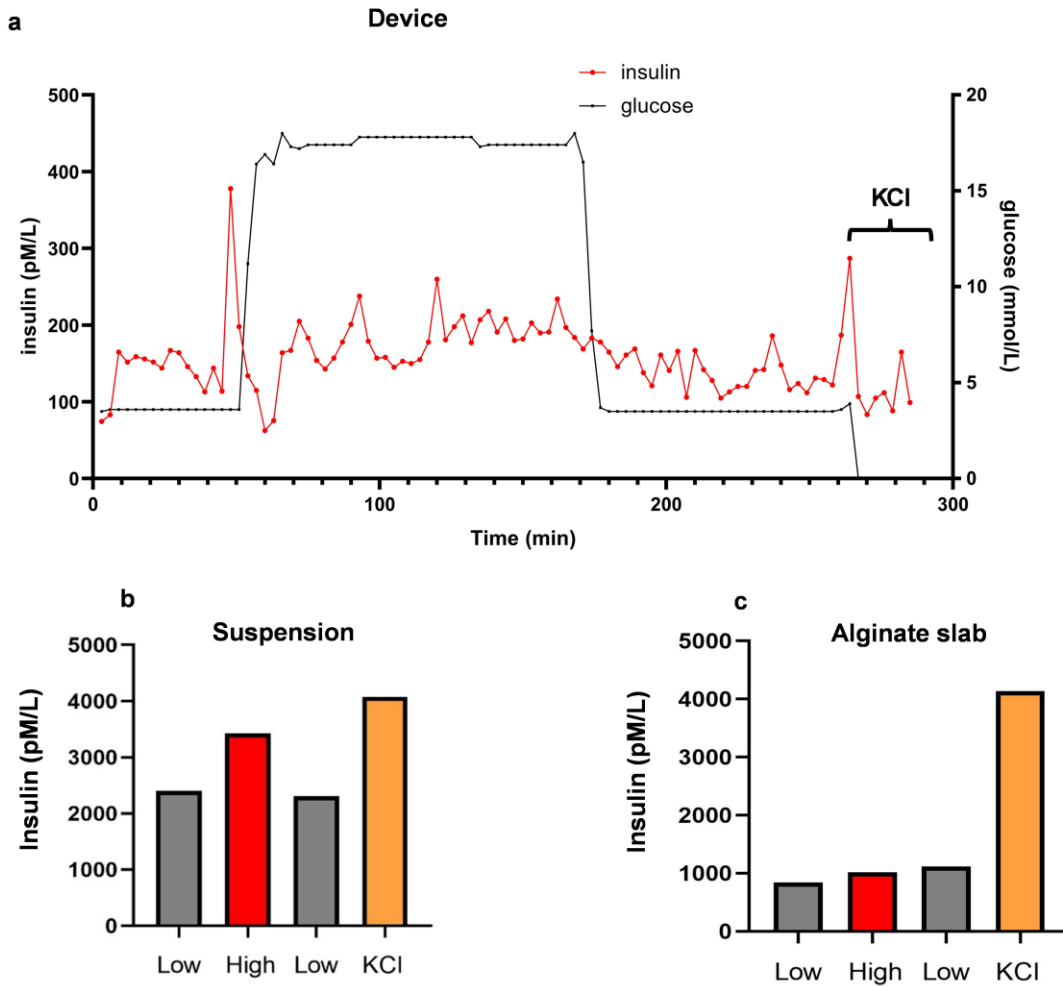 a
Device
insulin
glucose
insulin (pM/L)
500
400
300
200
100
0
glucose (mmol/L)
20
15
10
5
0
KCl
0 100 200 300
Time (min)
b
Suspension
Insulin (pM/L)
5000
4000
3000
2000
1000
0
Low High Low KCl
c
Alginate slab
Insulin (pM/L)
5000
4000
3000
2000
1000
0
Low High Low KCl